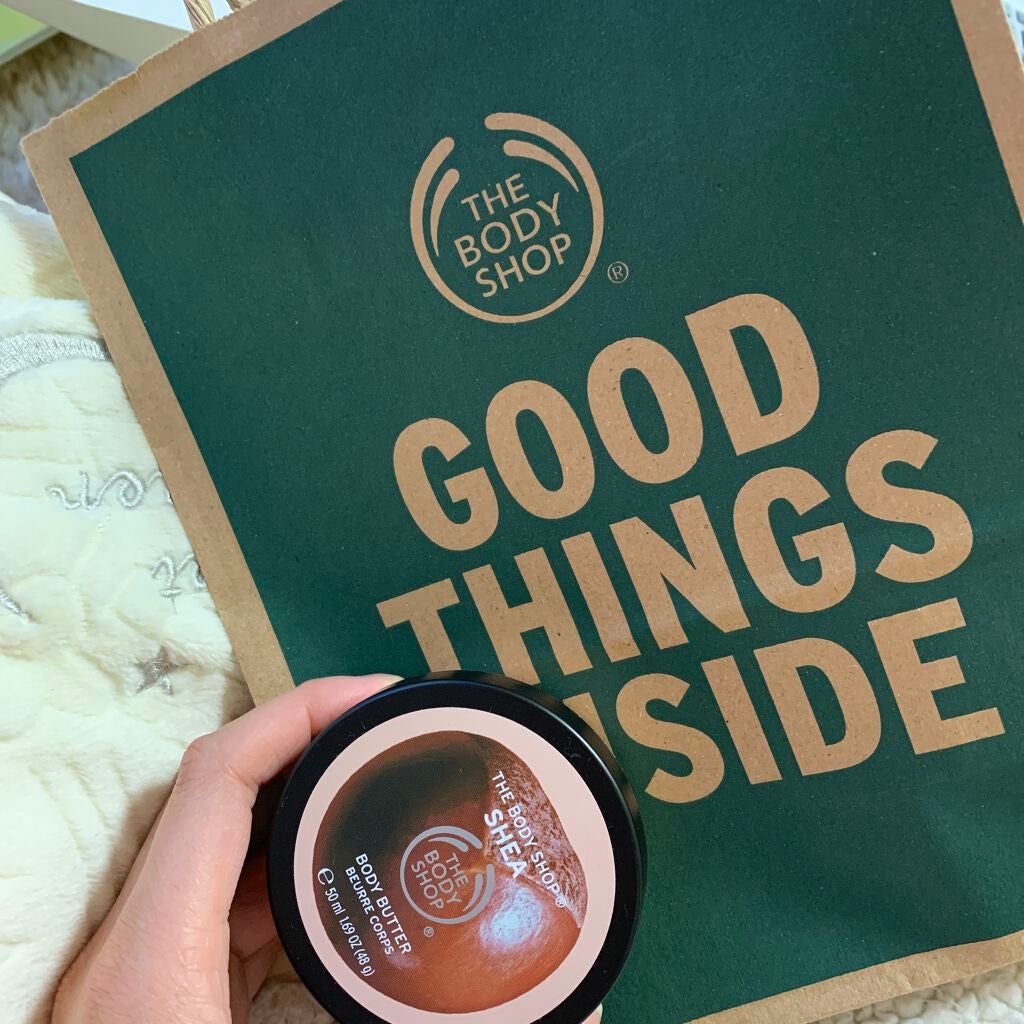 THE
BODY
SHOP
®
GOOD
THINGS
INSIDE
THE BODY SHOP®
SHEA
THE
BODY
SHOP
®
BODY BUTTER
BEURRE CORPS
℮ 50 ml 1.69 OZ (48 g)